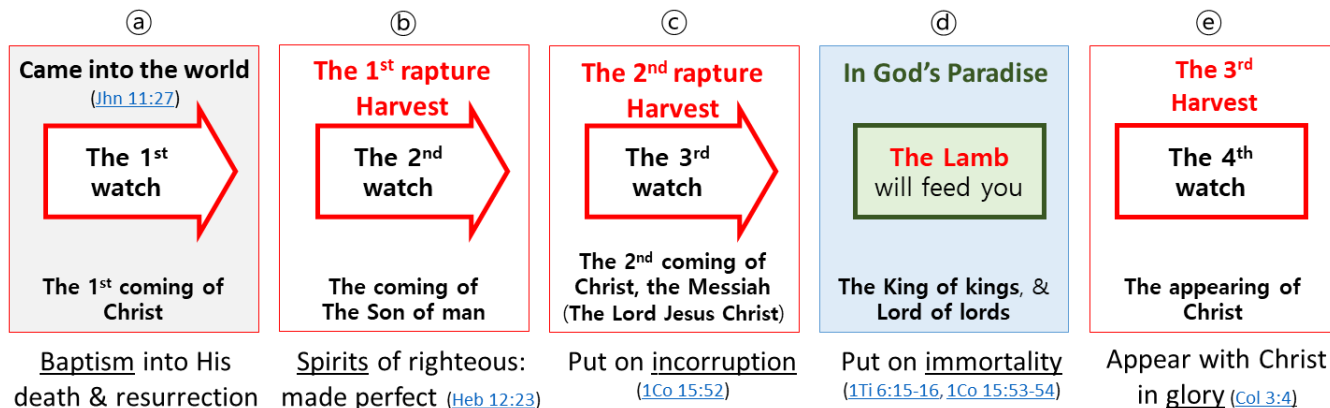 ⓐ
Came into the world
(Jhn 11:27)
The 1st
watch
The 1st coming of
Christ
Baptism into His
death & resurrection
ⓑ
The 1st rapture
Harvest
The 2nd
watch
The coming of
The Son of man
Spirits of righteous:
made perfect (Heb 12:23)
ⓒ
The 2nd rapture
Harvest
The 3rd
watch
The 2nd coming of
Christ, the Messiah
(The Lord Jesus Christ)
Put on incorruption
(1Co 15:52)
ⓓ
In God’s Paradise
The Lamb
will feed you
The King of kings, &
Lord of lords
Put on immortality
(1Ti 6:15-16, 1Co 15:53-54)
ⓔ
The 3rd
Harvest
The 4th
watch
The appearing of
Christ
Appear with Christ
in glory (Col 3:4)